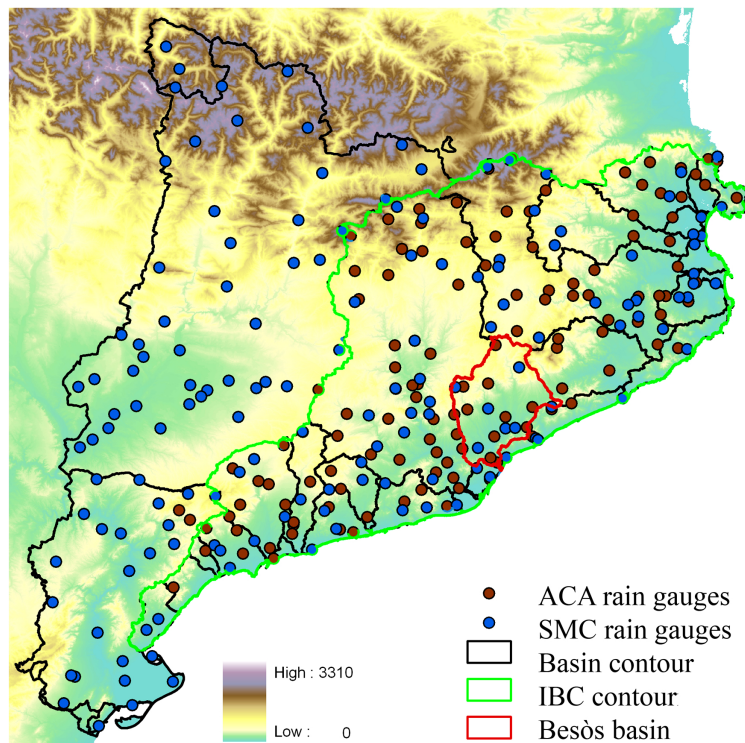 ACA rain gauges
SMC rain gauges
Basin contour
IBC contour
Besòs basin
High : 3310
Low : 0